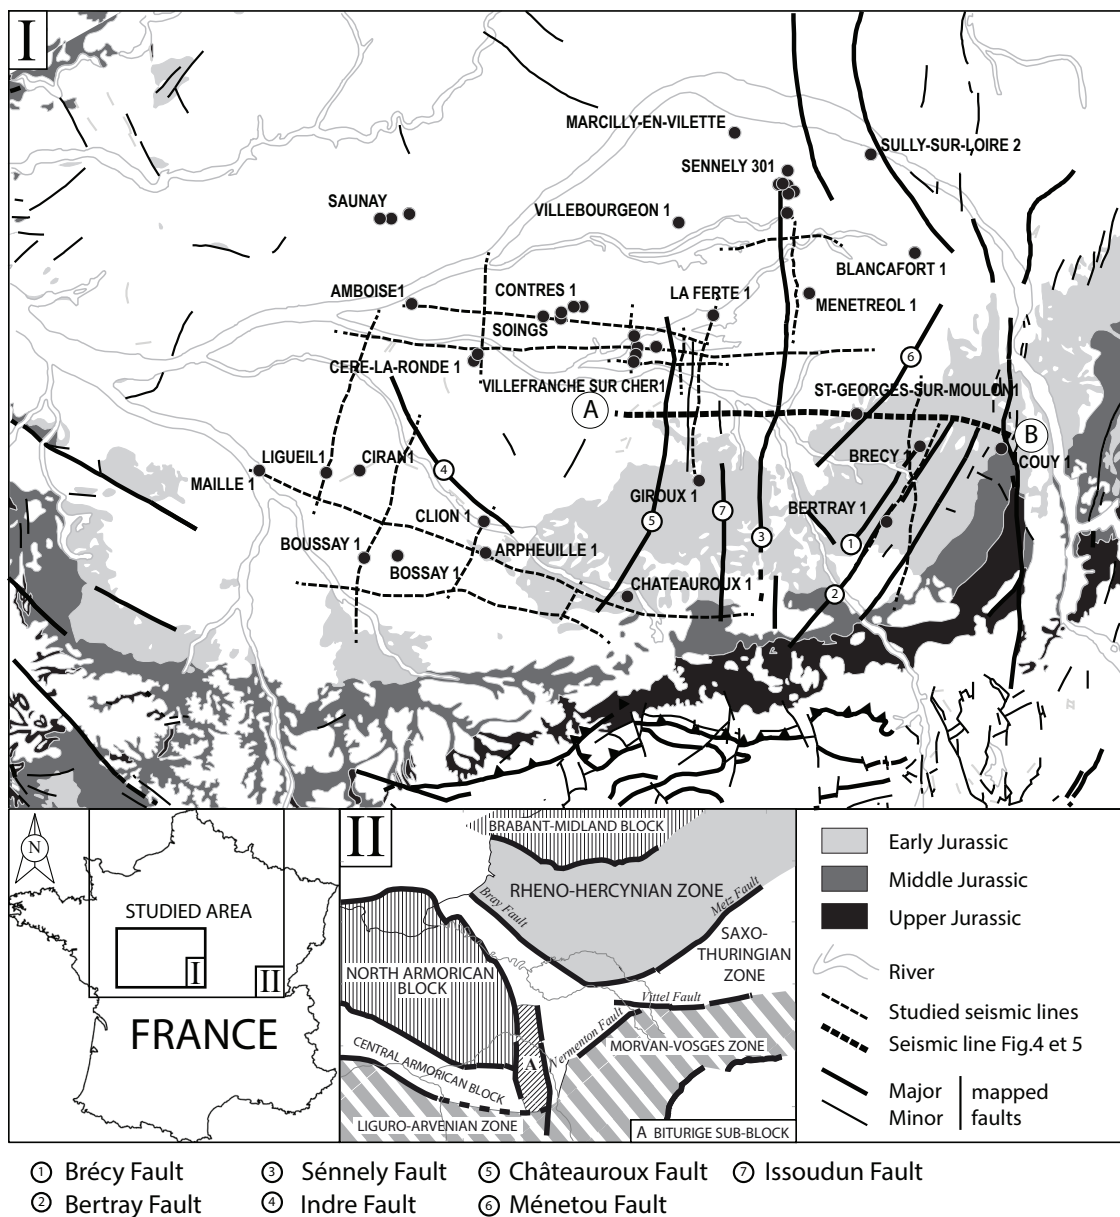 I
MARCILLY-EN-VILETTE
SULLY-SUR-LOIRE 2
SENNELY 301
SAUNAY
VILLEBOURGEON 1
BLANCAFORT 1
AMBOISE1
CONTRES 1
LA FERTE 1
MENETREOL 1
SOINGS
6
CERE-LA-RONDE 1
VILLEFRANCHE SUR CHER1
ST-GEORGES-SUR-MOULON1
A
B
BRECY 1
COUY 1
LIGUEIL1
CIRAN1
4
MAILLE 1
GIROUX 1
BERTRAY 1
CLION 1
5
7
3
1
BOUSSAY 1
BOSSAY 1
ARPHEUILLE 1
CHATEAUROUX 1
2
N
STUDIED AREA
I
II
FRANCE
II
BRABANT-MIDLAND BLOCK
RHENO-HERCYNIAN ZONE
Bray Fault
Metz Fault
SAXO-
THURINGIAN
ZONE
NORTH ARMORICAN
BLOCK
Vittel Fault
Vermenton Fault
MORVAN-VOSGES ZONE
A
CENTRAL ARMORICAN BLOCK
LIGURO-ARVENIAN ZONE
A BITURIGE SUB-BLOCK
Early Jurassic
Middle Jurassic
Upper Jurassic
River
Studied seismic lines
Seismic line Fig.4 et 5
Major
Minor
mapped
faults
1 Brécy Fault
3 Sénnely Fault
5 Châteauroux Fault
7 Issoudun Fault
2 Bertray Fault
4 Indre Fault
6 Ménetou Fault